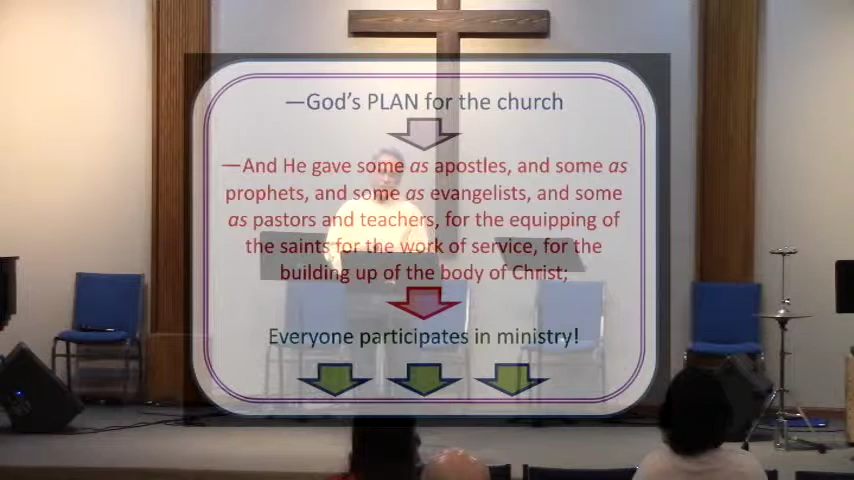 —God's PLAN for the church
—And He gave some as apostles, and some as
prophets, and some as evangelists, and some
as pastors and teachers, for the equipping of
the saints for the work of service, for the
building up of the body of Christ;
Everyone participates in ministry!